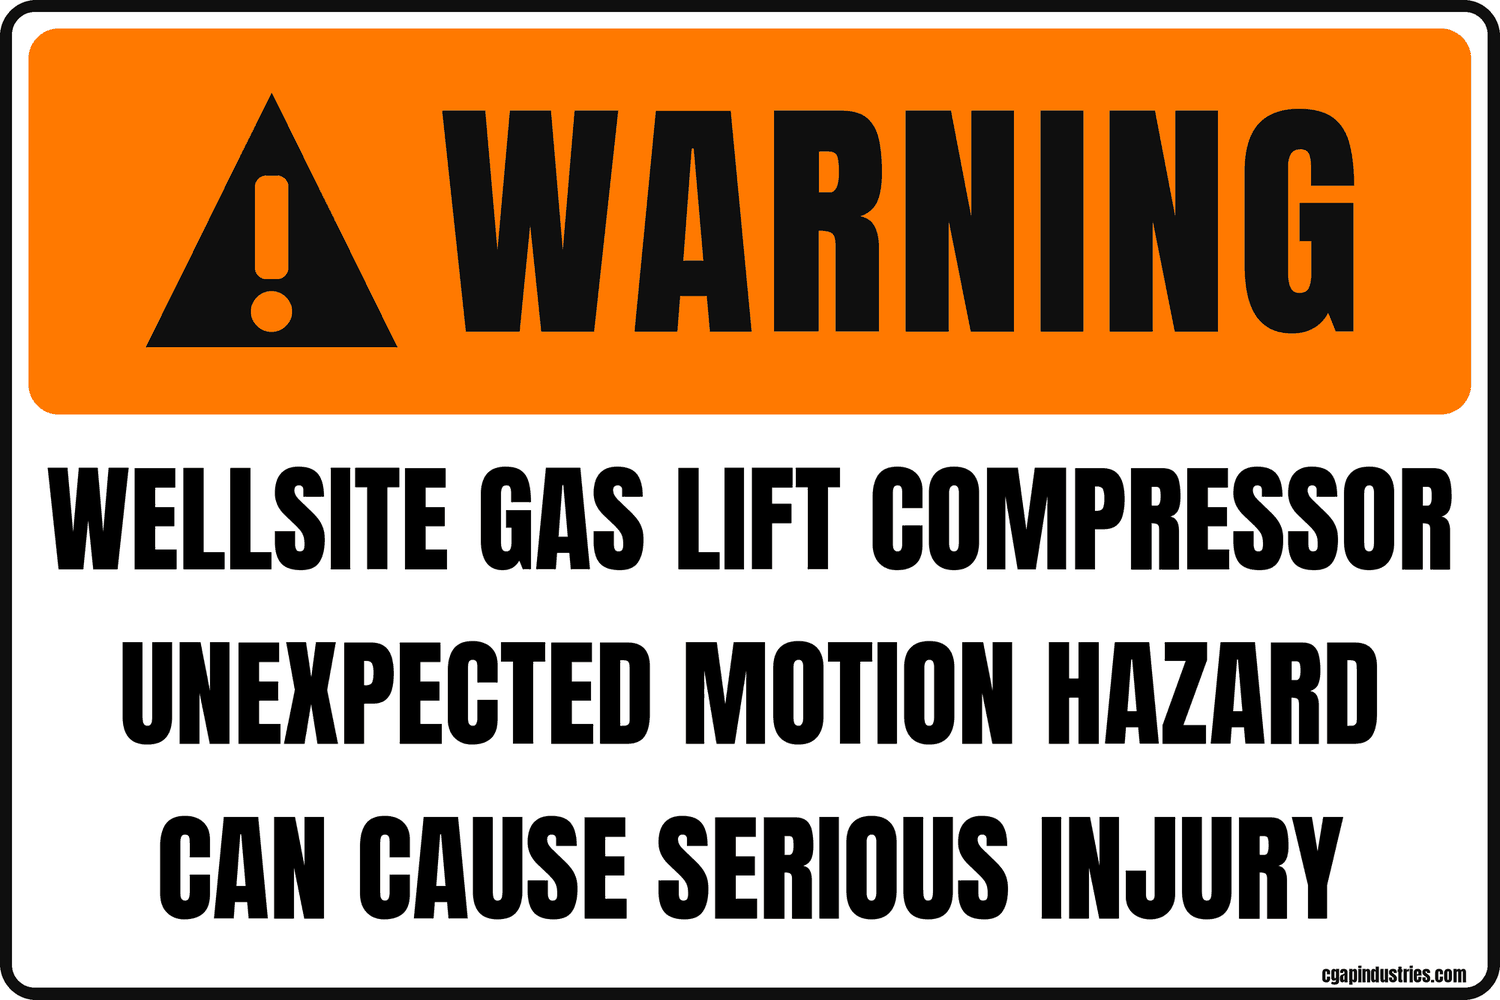 WARNING
WELLSITE GAS LIFT COMPRESSOR
UNEXPECTED MOTION HAZARD
CAN CAUSE SERIOUS INJURY
cgapindustries.com